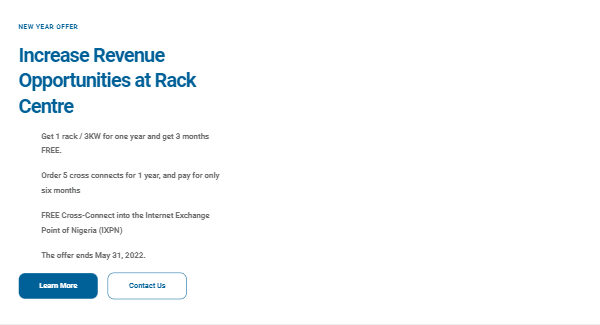 NEW YEAR OFFER
Increase Revenue
Opportunities at Rack
Centre
Get 1 rack / 3KW for one year and get 3 months
FREE.
Order 5 cross connects for 1 year, and pay for only
six months
FREE Cross-Connect into the Internet Exchange
Point of Nigeria (IXPN)
The offer ends May 31, 2022.
Learn More
Contact Us